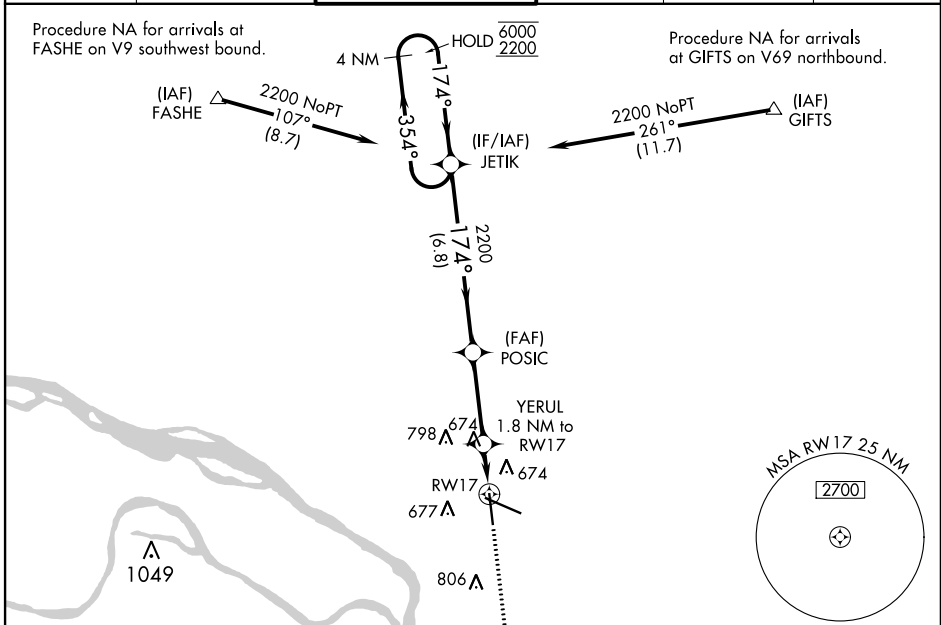 Procedure NA for arrivals at
FASHE on V9 southwest bound.
Procedure NA for arrivals
at GIFTS on V69 northbound.
HOLD 6000
2200
4 NM
174°
354°
(IAF)
FASHE
2200 NoPT
107°
(8.7)
(IF/IAF)
JETIK
2200 NoPT
261°
(11.7)
(IAF)
GIFTS
2200
174°
(6.8)
(FAF)
POSIC
YERUL
1.8 NM to
RW17
798
674
674
RW17
677
806
1049
MSA RW17 25 NM
2700